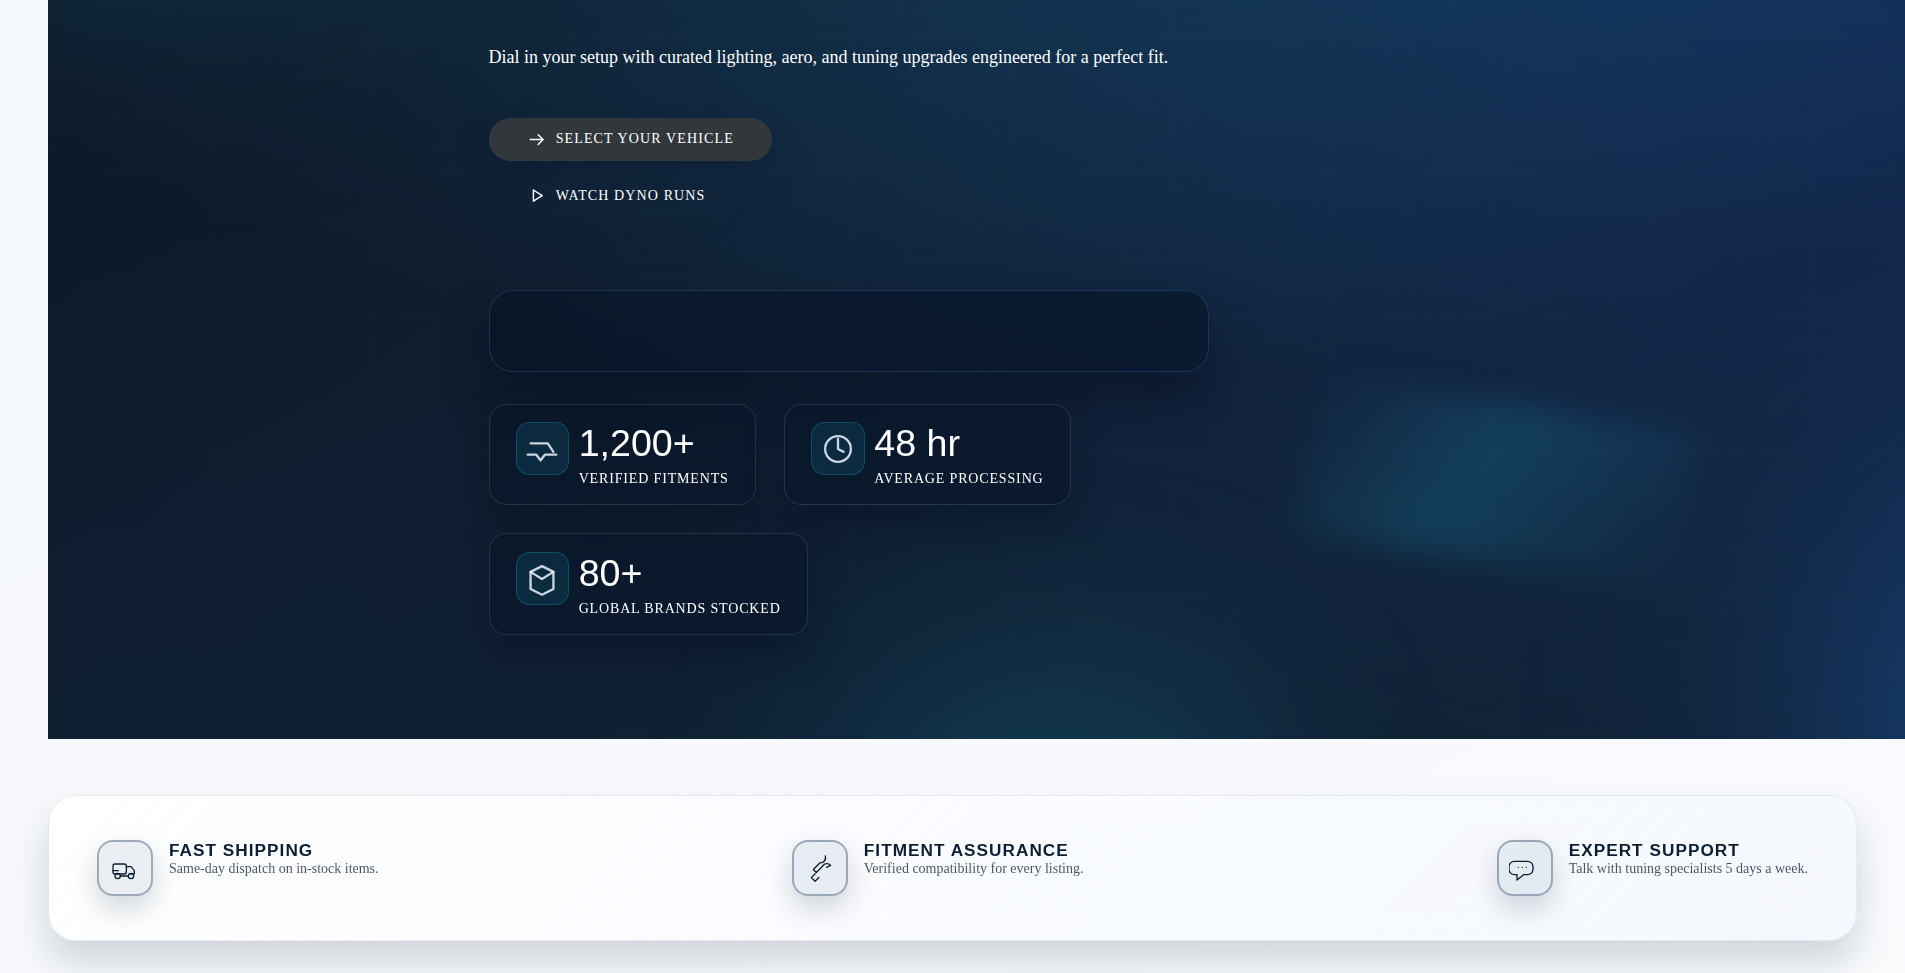 Dial in your setup with curated lighting, aero, and tuning upgrades engineered for a perfect fit.
SELECT YOUR VEHICLE
WATCH DYNO RUNS
1,200+
VERIFIED FITMENTS
48 hr
AVERAGE PROCESSING
80+
GLOBAL BRANDS STOCKED
FAST SHIPPING
Same-day dispatch on in-stock items.
FITMENT ASSURANCE
Verified compatibility for every listing.
EXPERT SUPPORT
Talk with tuning specialists 5 days a week.